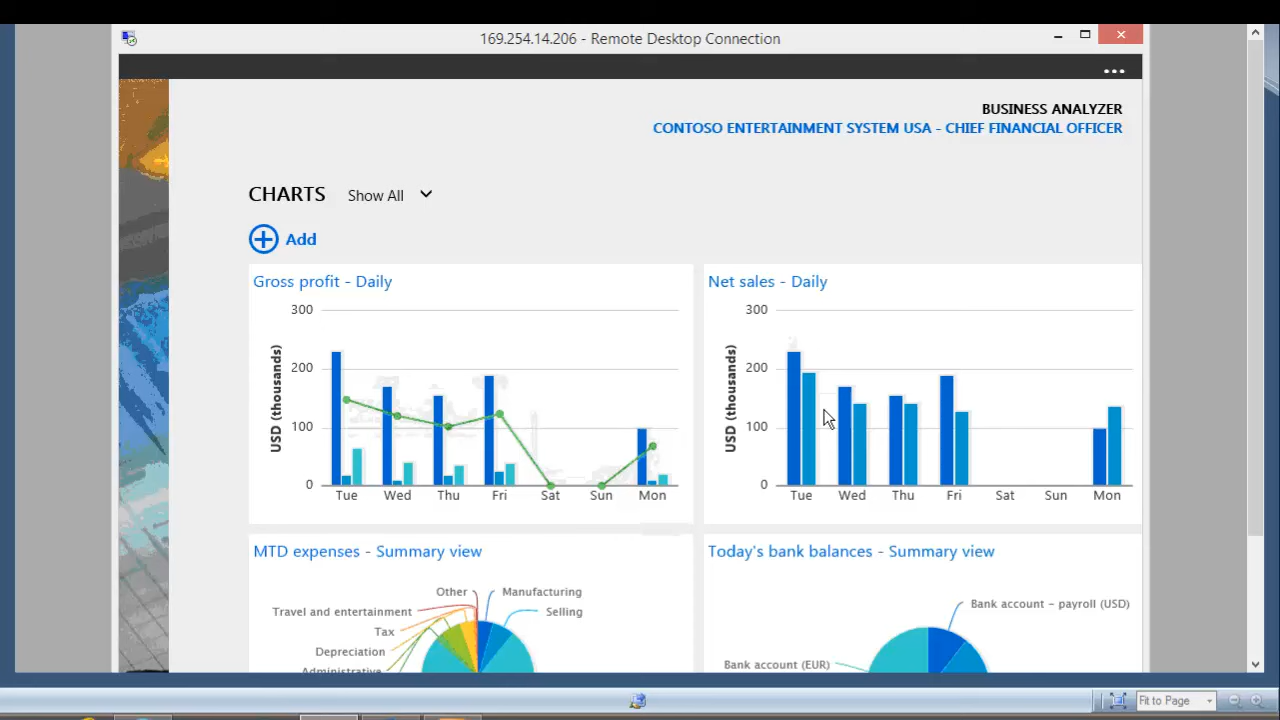 169.254.14.206 - Remote Desktop Connection
BUSINESS ANALYZER
CONTOSO ENTERTAINMENT SYSTEM USA - CHIEF FINANCIAL OFFICER
CHARTS Show All
Add
Gross profit - Daily
300
200
100
0
USD (thousands)
Tue Wed Thu Fri Sat Sun Mon
Net sales - Daily
300
200
100
0
USD (thousands)
Tue Wed Thu Fri Sat Sun Mon
MTD expenses - Summary view
Other
Manufacturing
Travel and entertainment
Selling
Tax
Depreciation
Administrative
Today's bank balances - Summary view
Bank account - payroll (USD)
Bank account (EUR)
Fit to Page